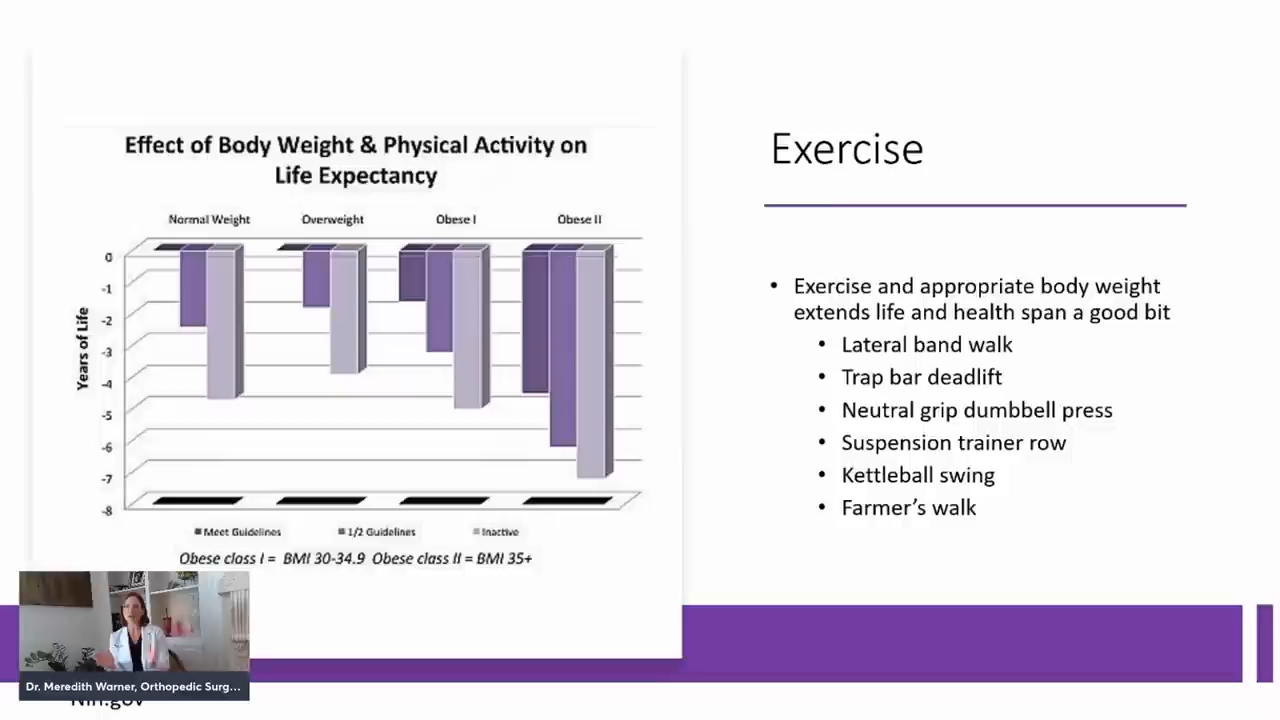 Effect of Body Weight & Physical Activity on
Life Expectancy
Normal Weight
Overweight
Obese I
Obese II
Years of Life
0
-1
-2
-3
-4
-5
-6
-7
-8
Meet Guidelines
1/2 Guidelines
Inactive
Obese class I = BMI 30-34.9 Obese class II = BMI 35+
Exercise
• Exercise and appropriate body weight
extends life and health span a good bit
• Lateral band walk
• Trap bar deadlift
• Neutral grip dumbbell press
• Suspension trainer row
• Kettleball swing
• Farmer’s walk
Dr. Meredith Warner, Orthopedic Surg...
Nih.gov